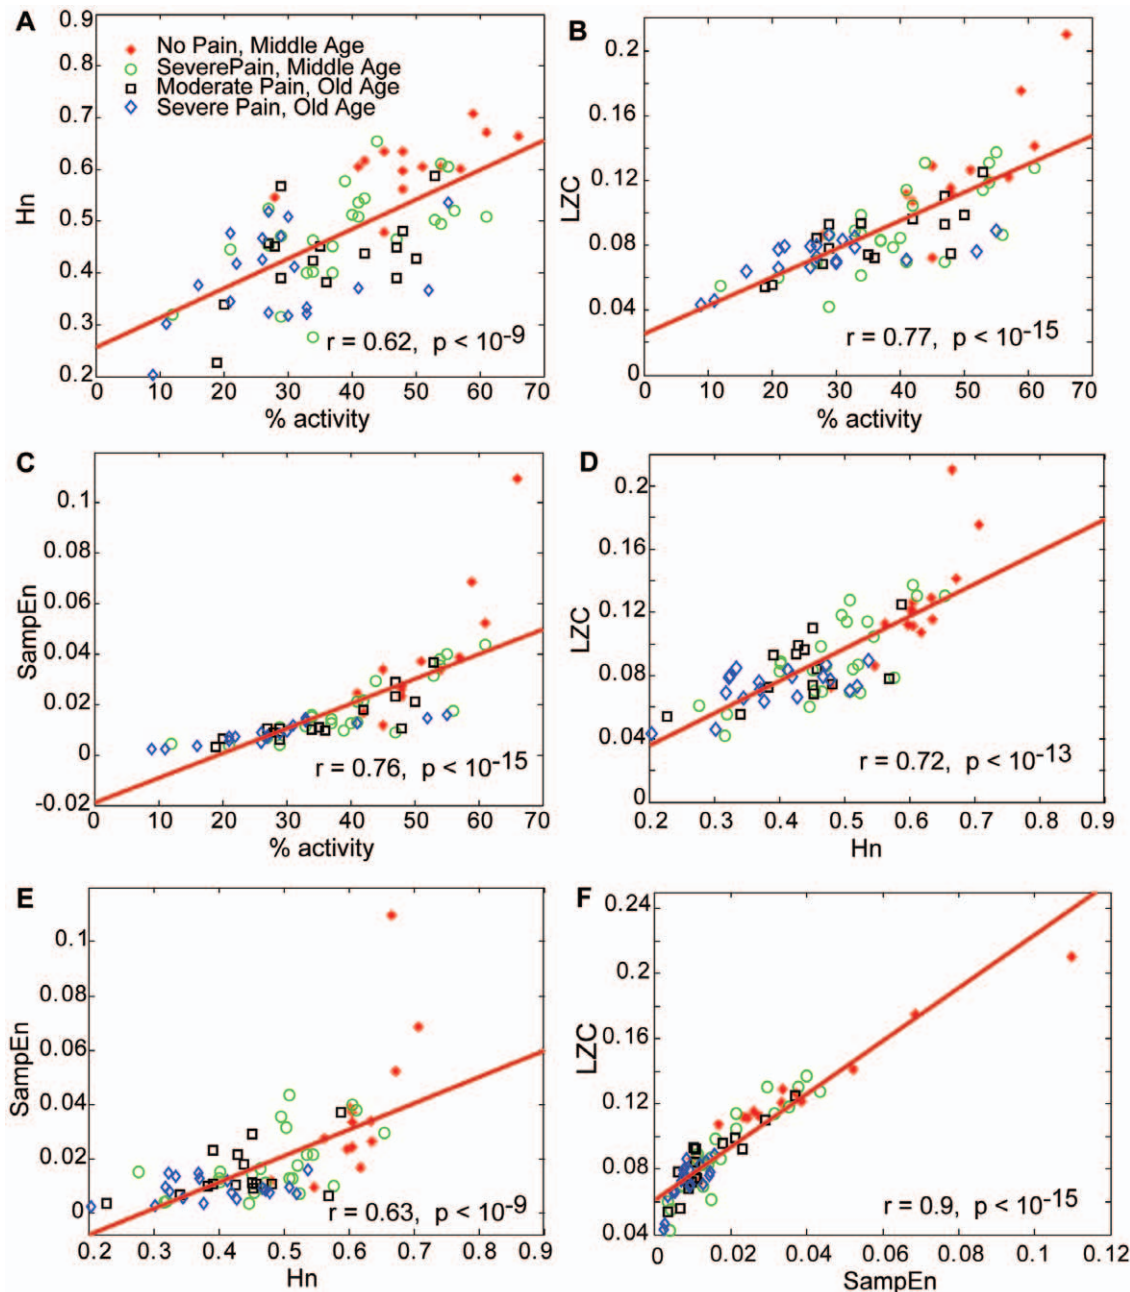 A
0.9
0.8
0.7
0.6
0.5
0.4
0.3
0.2
Hn
No Pain, Middle Age
SeverePain, Middle Age
Moderate Pain, Old Age
Severe Pain, Old Age
r = 0.62, p < 10-9
0 10 20 30 40 50 60 70
% activity
B
0.2
0.16
0.12
0.08
0.04
0
LZC
r = 0.77, p < 10-15
0 10 20 30 40 50 60 70
% activity
C
0.1
0.08
0.06
0.04
0.02
0
-0.02
SampEn
r = 0.76, p < 10-15
0 10 20 30 40 50 60 70
% activity
D
0.2
0.16
0.12
0.08
0.04
0
LZC
r = 0.72, p < 10-13
0.2 0.3 0.4 0.5 0.6 0.7 0.8 0.9
Hn
E
0.1
0.08
0.06
0.04
0.02
0
SampEn
r = 0.63, p < 10-9
0.2 0.3 0.4 0.5 0.6 0.7 0.8 0.9
Hn
F
0.24
0.2
0.16
0.12
0.08
0.04
LZC
r = 0.9, p < 10-15
0 0.02 0.04 0.06 0.08 0.1 0.12
SampEn